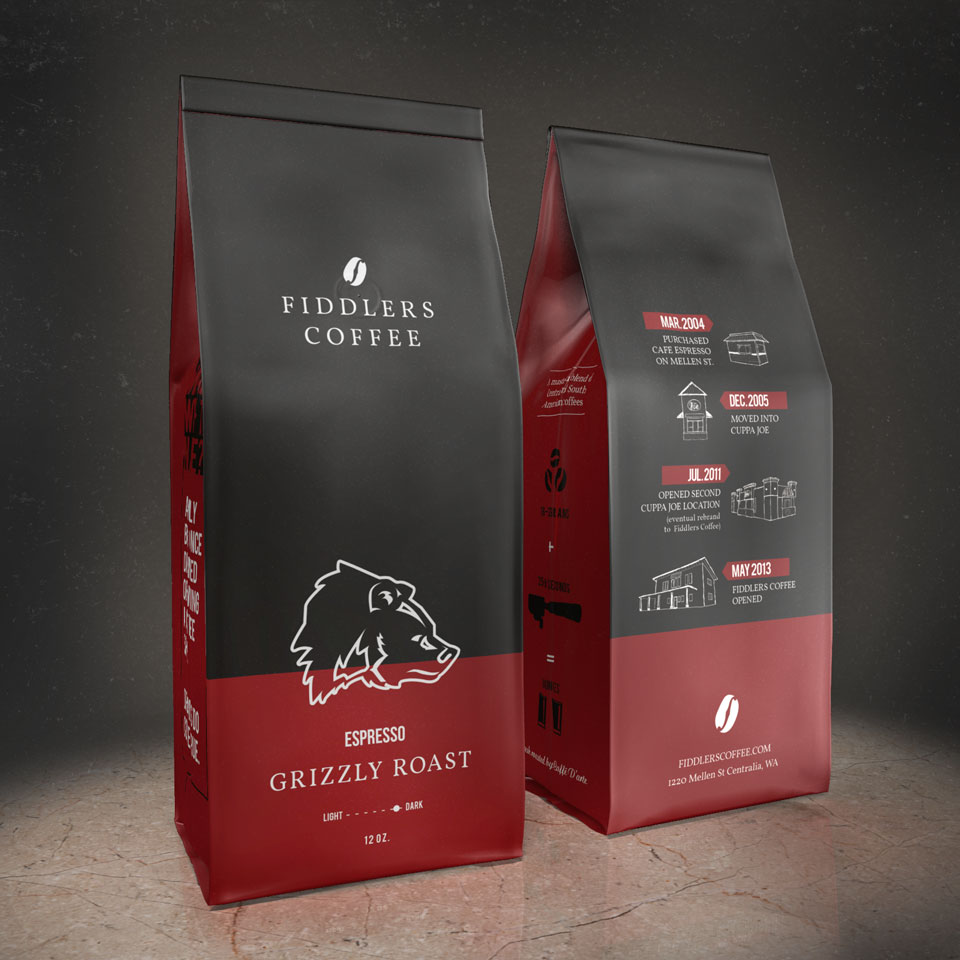 FIDDLERS
COFFEE
ESPRESSO
GRIZZLY ROAST
LIGHT DARK
12 OZ.
MAR. 2004
PURCHASED
CAFE ESPRESSO
ON MELLEN ST.
DEC. 2005
MOVED INTO
CUPPA JOE
JUL. 2011
OPENED SECOND
CUPPA JOE LOCATION
(eventual rebrand
to Fiddlers Coffee)
MAY 2013
FIDDLERS COFFEE
OPENED
FIDDLERSCOFFEE.COM
1220 Mellen St Centralia, WA
South
+
=